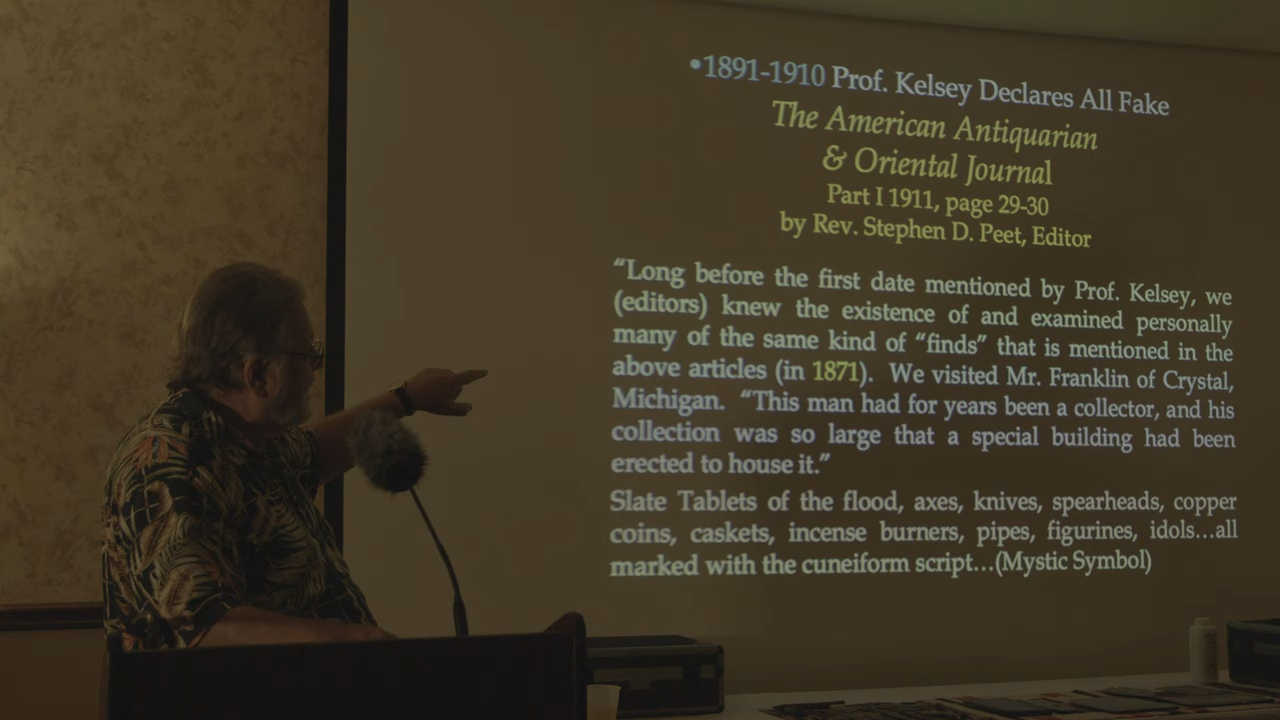 •1891-1910 Prof. Kelsey Declares All Fake
The American Antiquarian
& Oriental Journal
Part I 1911, page 29-30
by Rev. Stephen D. Peet, Editor
“Long before the first date mentioned by Prof. Kelsey, we
(editors) knew the existence of and examined personally
many of the same kind of “finds” that is mentioned in the
above articles (in 1871). We visited Mr. Franklin of Crystal,
Michigan. “This man had for years been a collector, and his
collection was so large that a special building had been
erected to house it.”
Slate Tablets of the flood, axes, knives, spearheads, copper
coins, caskets, incense burners, pipes, figurines, idols...all
marked with the cuneiform script...(Mystic Symbol)